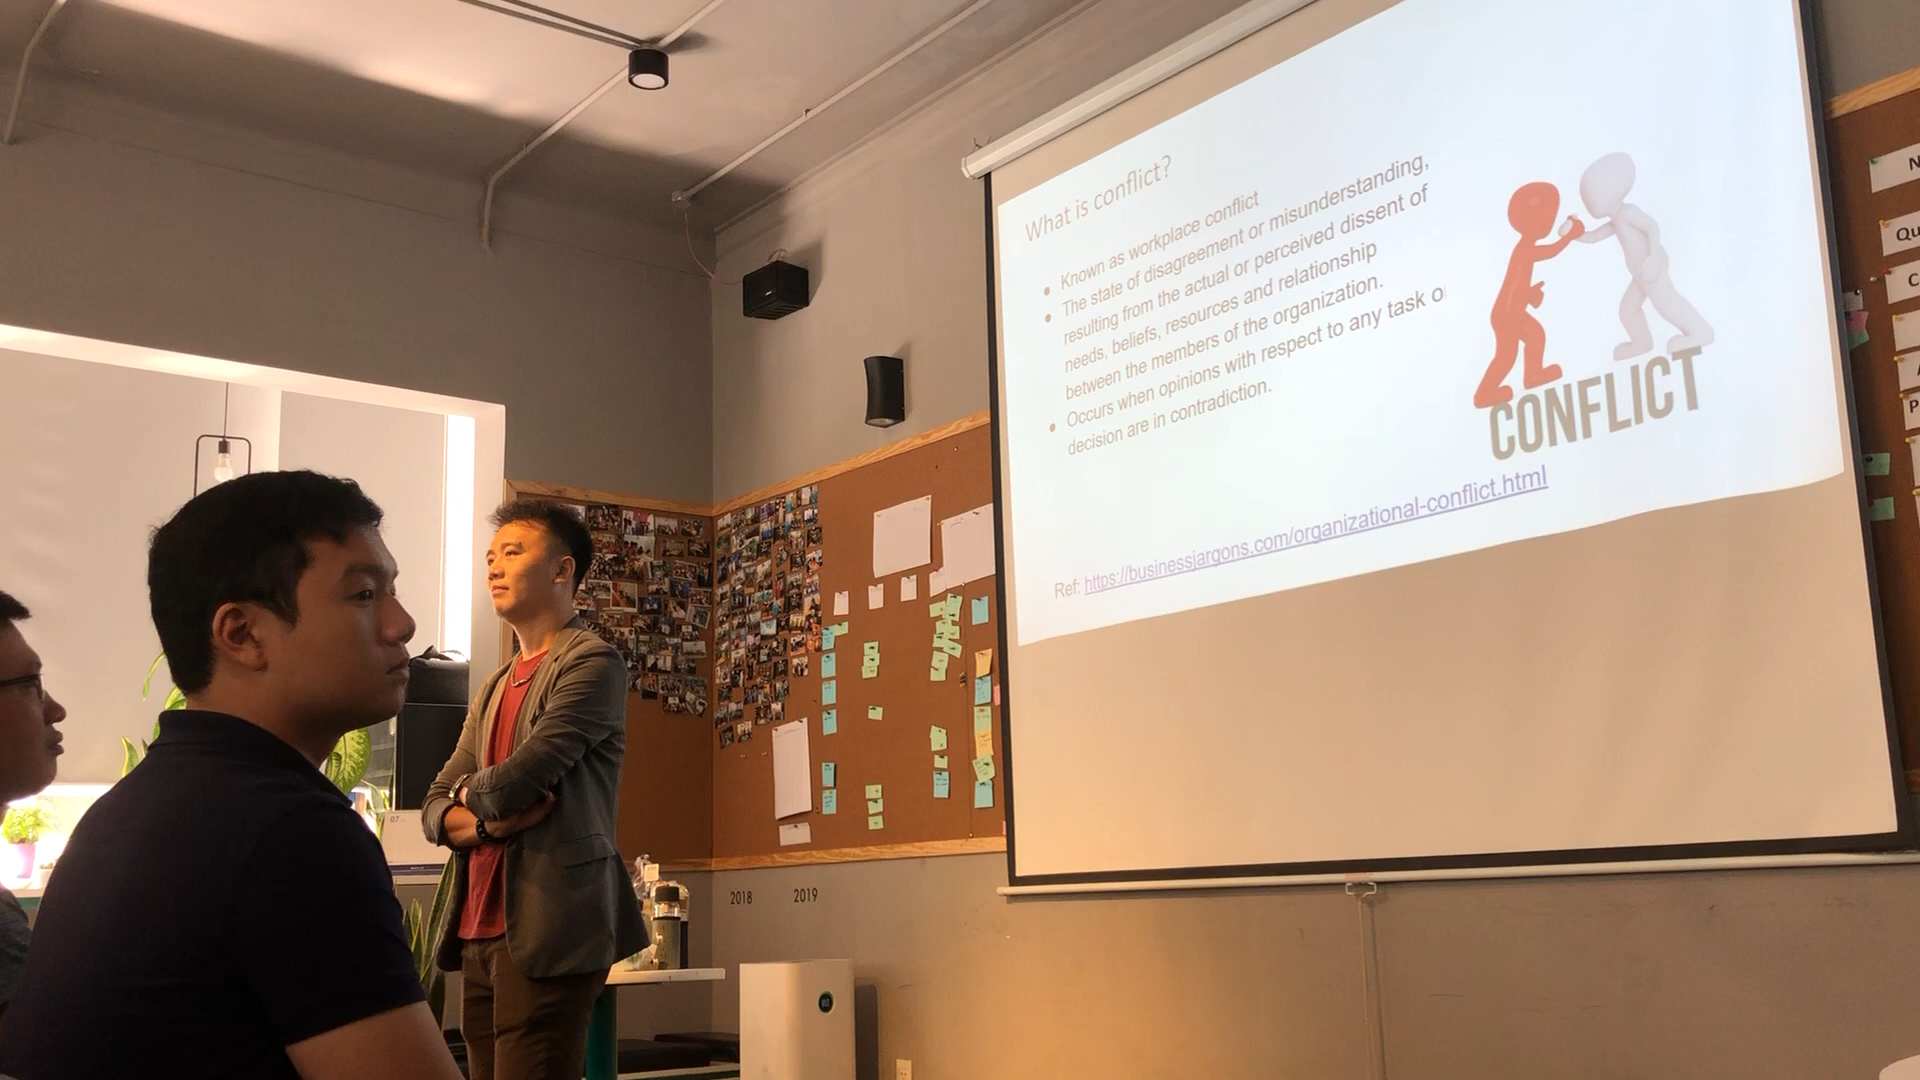 What is conflict?
Known as workplace conflict
The state of disagreement or misunderstanding,
resulting from the actual or perceived dissent of
needs, beliefs, resources and relationship
between the members of the organization.
Occurs when opinions with respect to any task o
decision are in contradiction.
CONFLICT
Ref: https://businessjargons.com/organizational-conflict.html
2018
2019
07
N
Qu
C
A
P